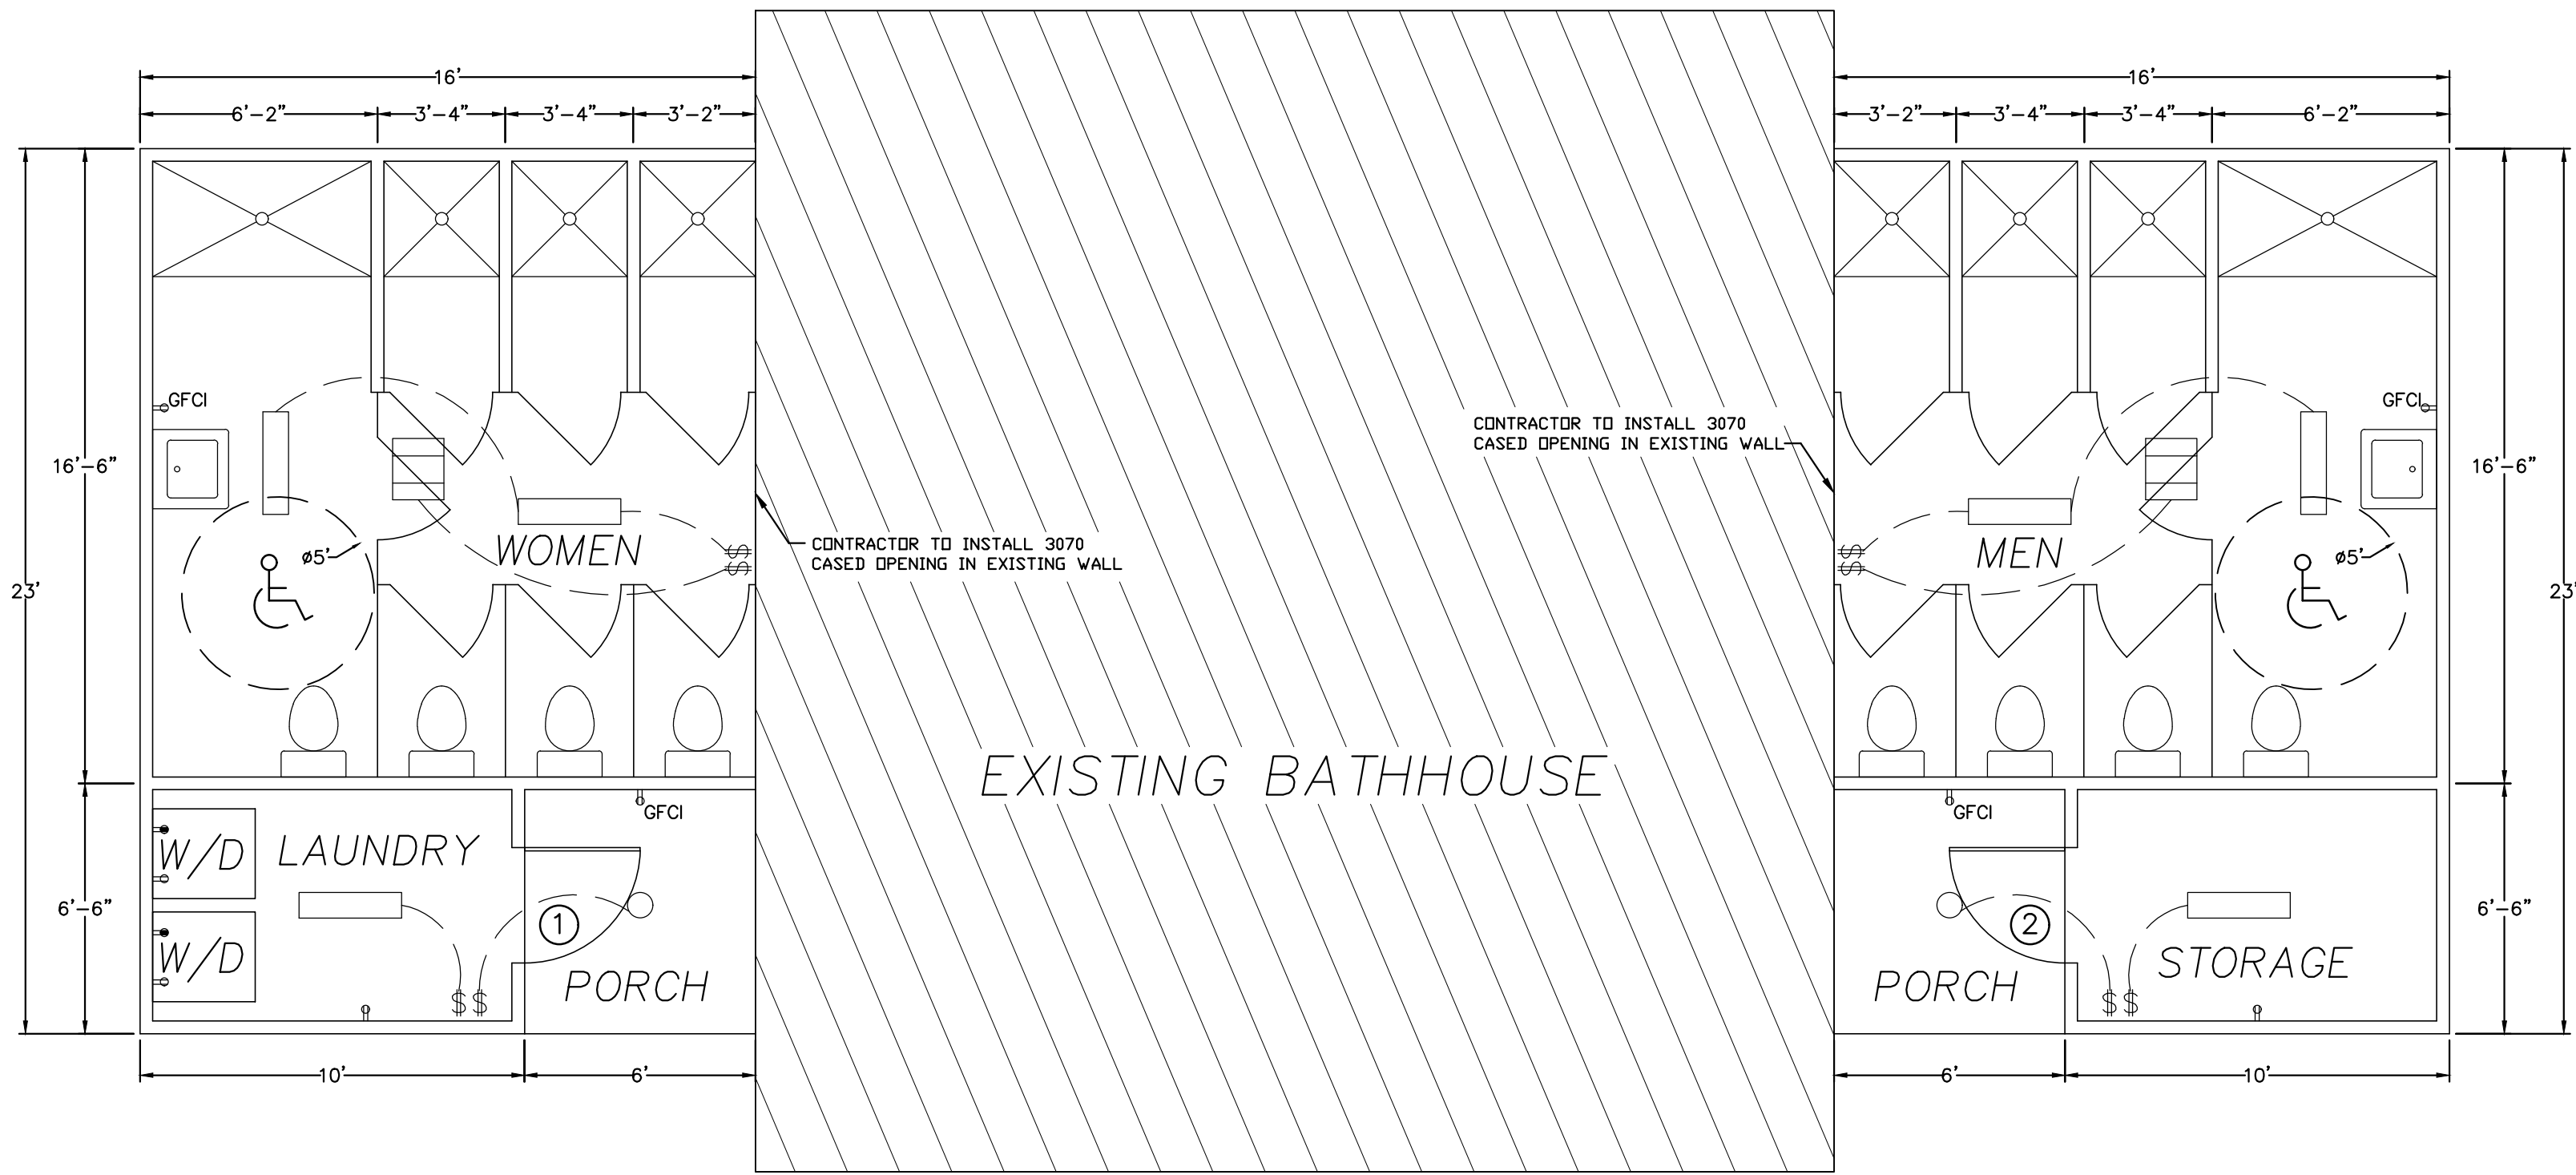 16' 16'
6'-2" 3'-4" 3'-4" 3'-2" 3'-2" 3'-4" 3'-4" 6'-2"
GFCI GFCI
CONTRACTOR TO INSTALL 3070
CASED OPENING IN EXISTING WALL
16'-6" 16'-6"
CONTRACTOR TO INSTALL 3070
CASED OPENING IN EXISTING WALL
WOMEN MEN
ø5' ø5'
$ $
$ $
23' 23'
EXISTING BATHHOUSE
GFCI GFCI
W/D LAUNDRY
6'-6" 6'-6"
1 2
W/D PORCH PORCH STORAGE
$$ $$
10' 6' 6' 10'